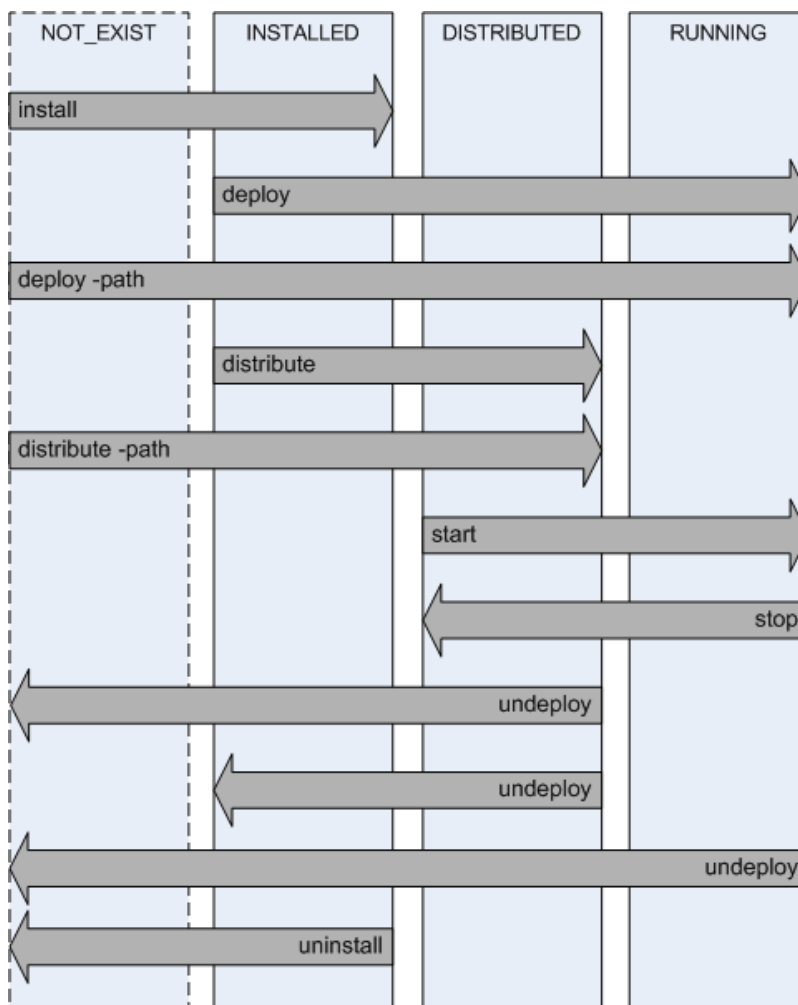 NOT_EXIST INSTALLED DISTRIBUTED RUNNING
install
deploy
deploy -path
distribute
distribute -path
start
stop
undeploy
undeploy
undeploy
uninstall